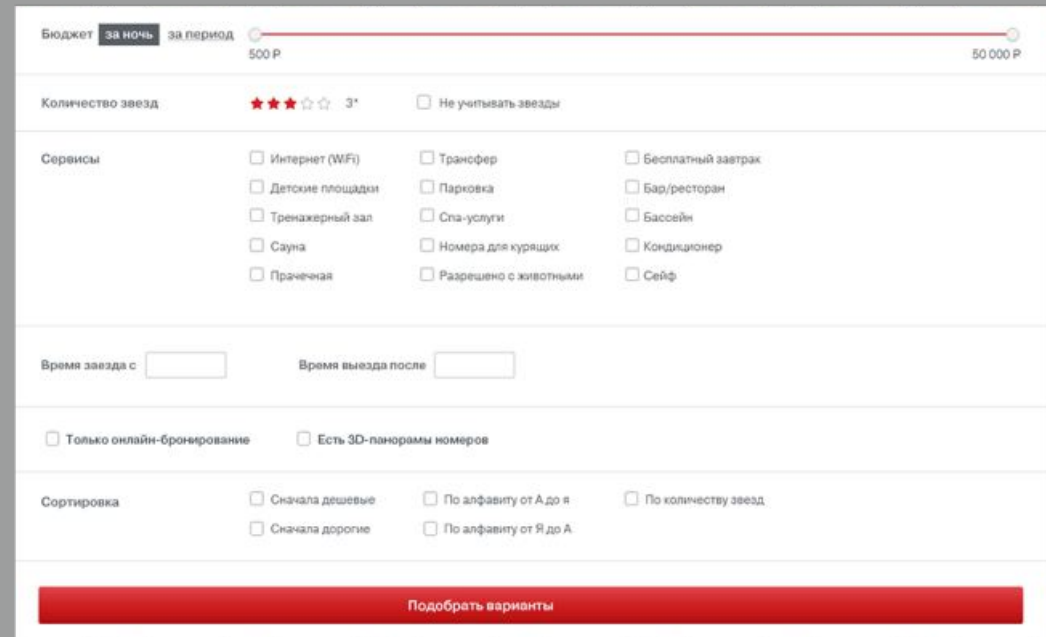 Бюджет за ночь за период
500 Р 50 000 Р
Количество звезд 3* Не учитывать звезды
Сервисы Интернет (WiFi) Трансфер Бесплатный завтрак
Детские площадки Парковка Бар/ресторан
Тренажерный зал Спа-услуги Бассейн
Сауна Номера для курящих Кондиционер
Прачечная Разрешено с животными Сейф
Время заезда с Время выезда после
Только онлайн-бронирование Есть 3D-панорамы номеров
Сортировка Сначала дешевые По алфавиту от А до я По количеству звезд
Сначала дорогие По алфавиту от Я до А
Подобрать варианты